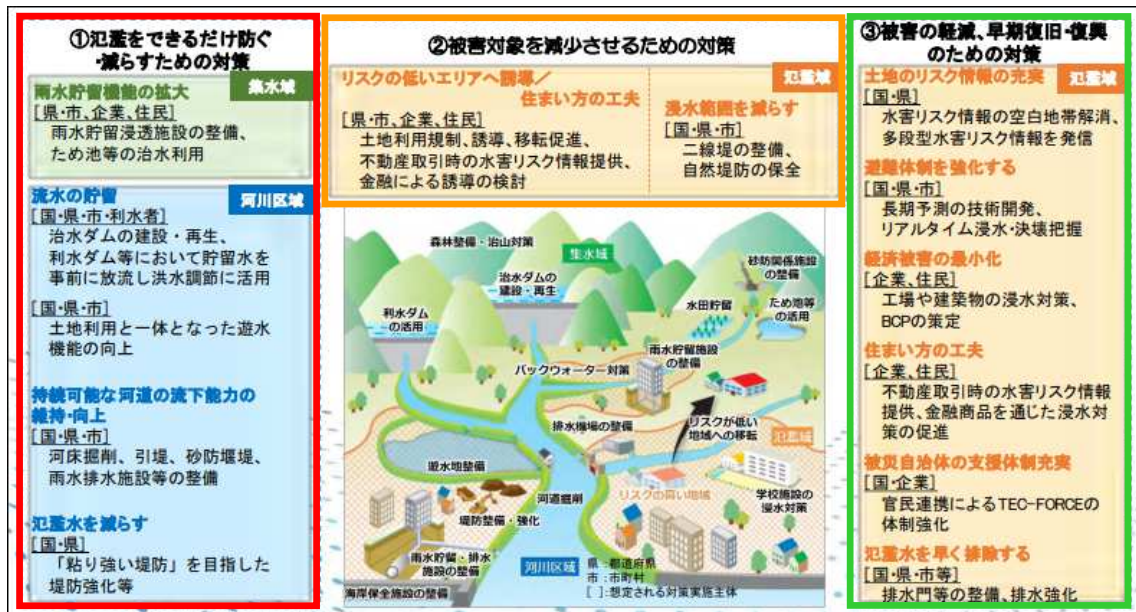 ①氾濫をできるだけ防ぐ
・減らすための対策
集水域
雨水貯留機能の拡大
[県・市、企業、住民]
雨水貯留浸透施設の整備、
ため池等の治水利用
河川区域
流水の貯留
[国・県・市・利水者]
治水ダムの建設・再生、
利水ダム等において貯留水を
事前に放流し洪水調節に活用
[国・県・市]
土地利用と一体となった遊水
機能の向上
持続可能な河道の流下能力の
維持・向上
[国・県・市]
河床掘削、引堤、砂防堰堤、
雨水排水施設等の整備
氾濫水を減らす
[国・県]
「粘り強い堤防」を目指した
堤防強化等
②被害対象を減少させるための対策
リスクの低いエリアへ誘導／
住まい方の工夫
[県・市、企業、住民]
土地利用規制、誘導、移転促進、
不動産取引時の水害リスク情報提供、
金融による誘導の検討
氾濫域
浸水範囲を減らす
[国・県・市]
二線堤の整備、
自然堤防の保全
森林整備・治山対策
集水域
治水ダムの
建設・再生
利水ダム
の活用
砂防関係施設
の整備
水田貯留
ため池等
の活用
雨水貯留施設
の整備
バックウォーター対策
排水機場の整備
リスクが低い
地域への移転
氾濫域
遊水地整備
河道掘削
リスクの高い地域
学校施設の
浸水対策
堤防整備・強化
雨水貯留・排水
施設の整備
河川区域
海岸保全施設の整備
県：都道府県
市：市町村
[ ]：想定される対策実施主体
③被害の軽減、早期復旧・復興
のための対策
氾濫域
土地のリスク情報の充実
[国・県]
水害リスク情報の空白地帯解消、
多段型水害リスク情報を発信
避難体制を強化する
[国・県・市]
長期予測の技術開発、
リアルタイム浸水・決壊把握
経済被害の最小化
[企業、住民]
工場や建築物の浸水対策、
BCPの策定
住まい方の工夫
[企業、住民]
不動産取引時の水害リスク情報
提供、金融商品を通じた浸水対
策の促進
被災自治体の支援体制充実
[国・企業]
官民連携によるTEC-FORCEの
体制強化
氾濫水を早く排除する
[国・県・市等]
排水門等の整備、排水強化